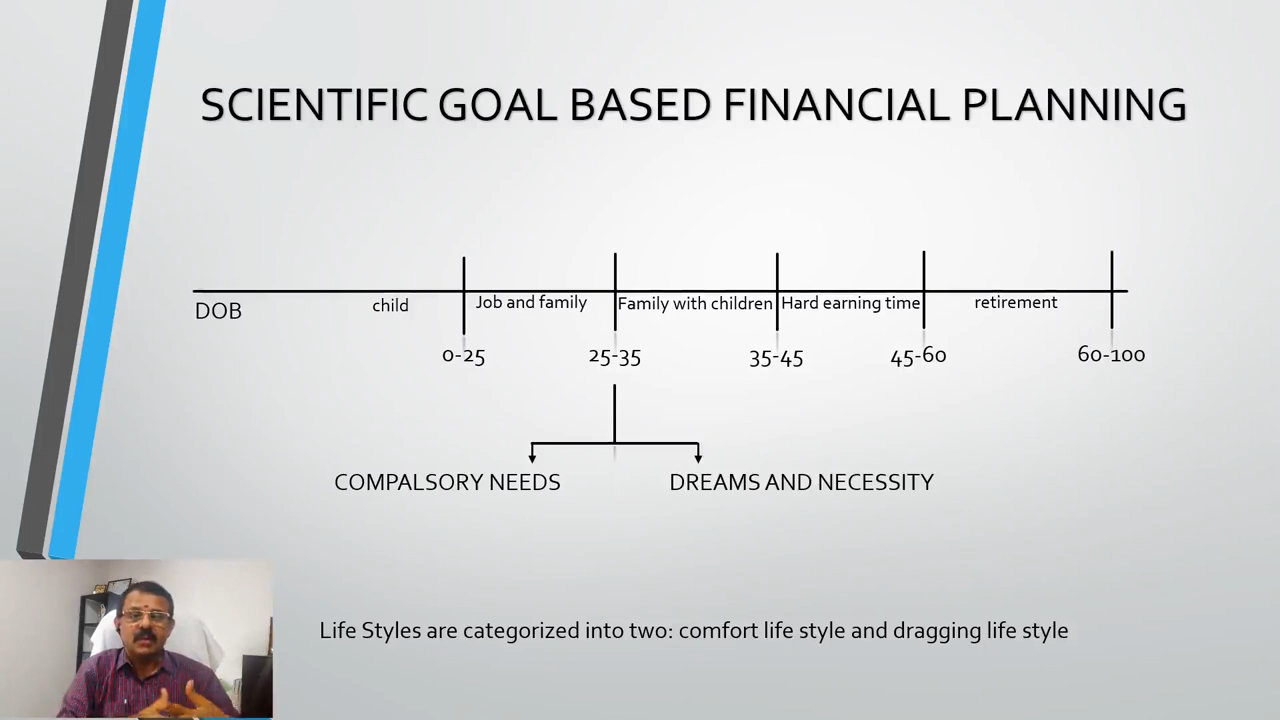 SCIENTIFIC GOAL BASED FINANCIAL PLANNING
DOB
child
Job and family
Family with children
Hard earning time
retirement
0-25
25-35
35-45
45-60
60-100
COMPALSORY NEEDS
DREAMS AND NECESSITY
Life Styles are categorized into two: comfort life style and dragging life style